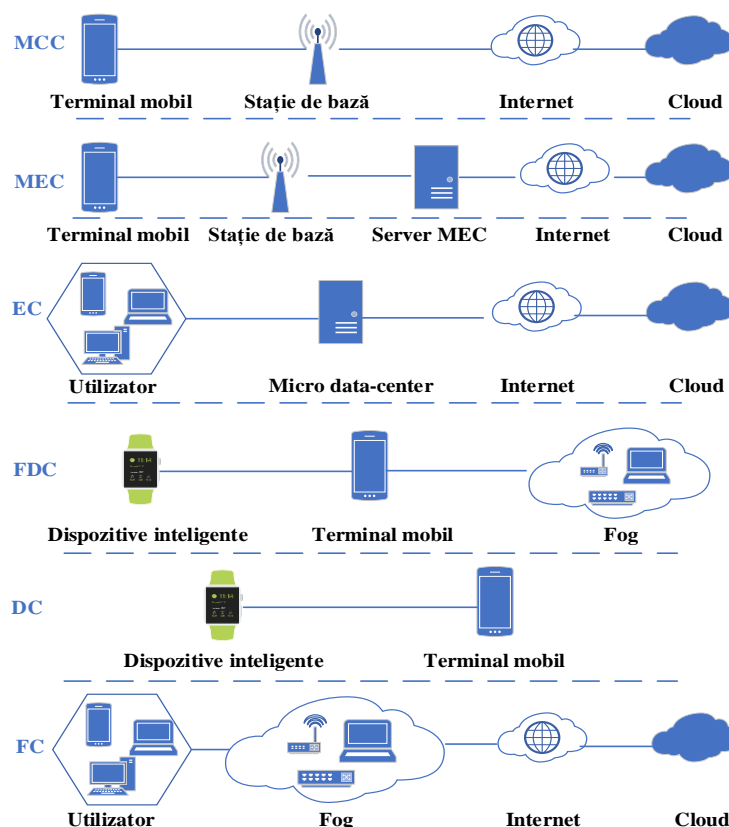 MCC
Terminal mobil Stație de bază Internet Cloud
MEC
Terminal mobil Stație de bază Server MEC Internet Cloud
EC
Utilizator Micro data-center Internet Cloud
FDC
Dispozitive inteligente Terminal mobil Fog
DC
Dispozitive inteligente Terminal mobil
FC
Utilizator Fog Internet Cloud